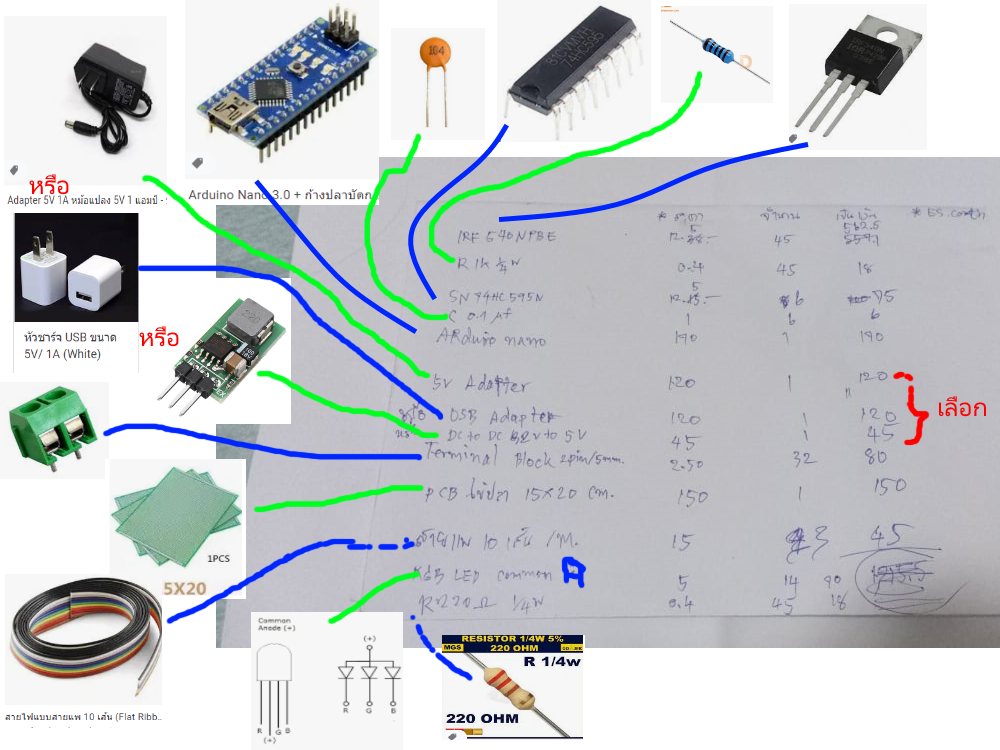 104
SN74HC595N
หรือ
Adapter 5V 1A หม้อแปลง 5V 1 แอมป์ -
Arduino Nano 3.0 + ก้างปลาบัดก
* ราคา จำนวน เป็นเงิน * ES.
IRF 540NPBF 5 45
R 1k ¼W 0.4 45 18
5
SN 74HC595N 6 75
C 0.1 µf 1 6 6
ARduino nano 190 1 190
หัวชาร์จ USB ขนาด
5V/ 1A (White)
หรือ
5V Adapter 120 1 120
หรือ USB Adapter 120 1 120
DC to DC to 5V 45 1 45
เลือก
Terminal Block 2pin/5mm. 2.50 32 80
PCB ไข่ปลา 15X20 cm. 150 1 150
1PCS
5X20
สายแพ 10 เส้น /M. 15 3 45
RGB LED common A 5 14 90
R 220Ω ¼W 0.4 45 18
สายไฟแบบสายแพ 10 เส้น (Flat Ribb..
Common
Anode (+)
(+)
R G B
R G B
(+)
RESISTOR 1/4W 5%
MGS 220 OHM
R 1/4w
220 OHM